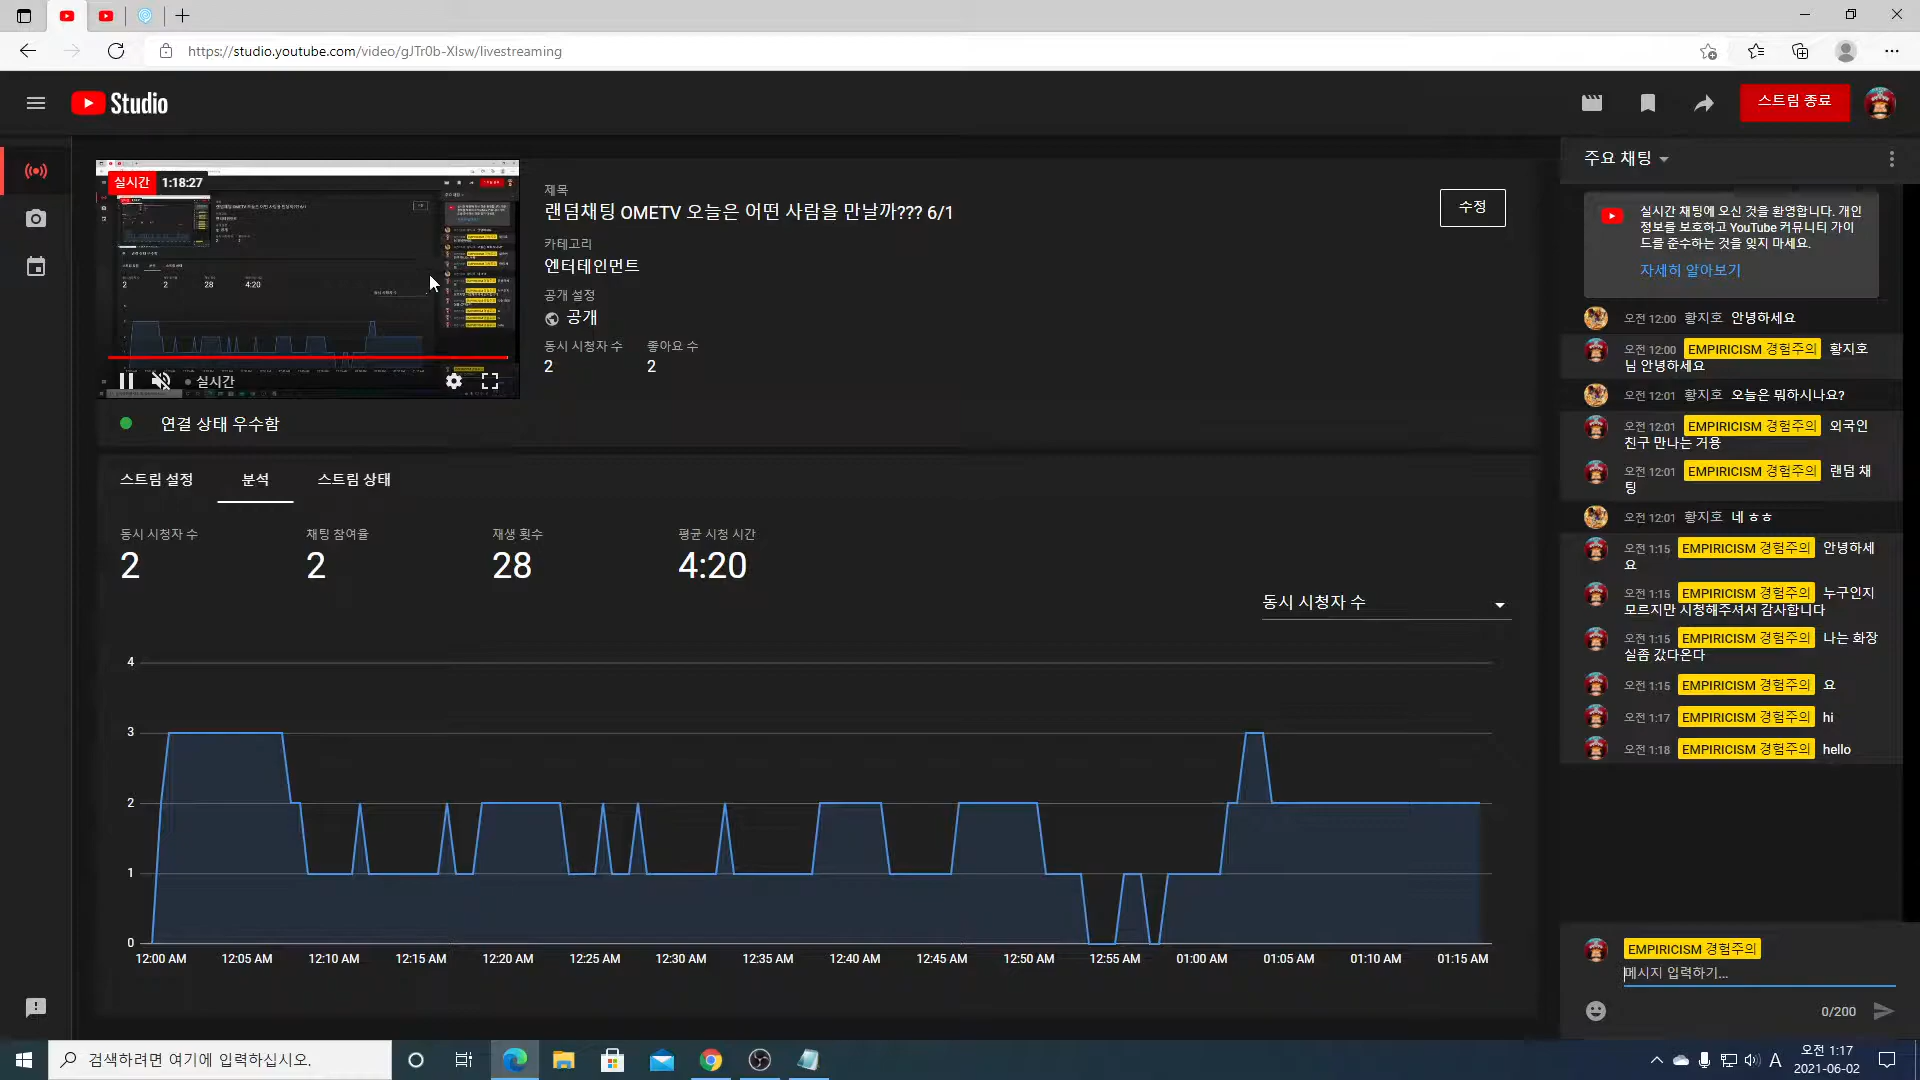 https://studio.youtube.com/video/gJTr0b-Xlsw/livestreaming
Studio
스트림 종료
실시간 1:18:27
실시간
제목
랜덤채팅 OMETV 오늘은 어떤 사람을 만날까??? 6/1
수정
카테고리
엔터테인먼트
공개 설정
공개
동시 시청자 수 좋아요 수
2 2
연결 상태 우수함
스트림 설정 분석 스트림 상태
동시 시청자 수 채팅 참여율 재생 횟수 평균 시청 시간
2 2 28 4:20
동시 시청자 수
4
3
2
1
0
12:00 AM 12:05 AM 12:10 AM 12:15 AM 12:20 AM 12:25 AM 12:30 AM 12:35 AM 12:40 AM 12:45 AM 12:50 AM 12:55 AM 01:00 AM 01:05 AM 01:10 AM 01:15 AM
주요 채팅
실시간 채팅에 오신 것을 환영합니다. 개인
정보를 보호하고 YouTube 커뮤니티 가이
드를 준수하는 것을 잊지 마세요.
자세히 알아보기
오전 12:00 황지호 안녕하세요
오전 12:00 EMPIRICISM 경험주의 황지호
님 안녕하세요
오전 12:01 황지호 오늘은 뭐하시나요?
오전 12:01 EMPIRICISM 경험주의 외국인
친구 만나는 거용
오전 12:01 EMPIRICISM 경험주의 랜덤 채
팅
오전 12:01 황지호 네 ㅎㅎ
오전 1:15 EMPIRICISM 경험주의 안녕하세
요
오전 1:15 EMPIRICISM 경험주의 누구인지
모르지만 시청해주셔서 감사합니다
오전 1:15 EMPIRICISM 경험주의 나는 화장
실좀 갔다온다
오전 1:15 EMPIRICISM 경험주의 요
오전 1:17 EMPIRICISM 경험주의 hi
오전 1:18 EMPIRICISM 경험주의 hello
EMPIRICISM 경험주의
메시지 입력하기...
0/200
검색하려면 여기에 입력하십시오.
A
오전 1:17
2021-06-02